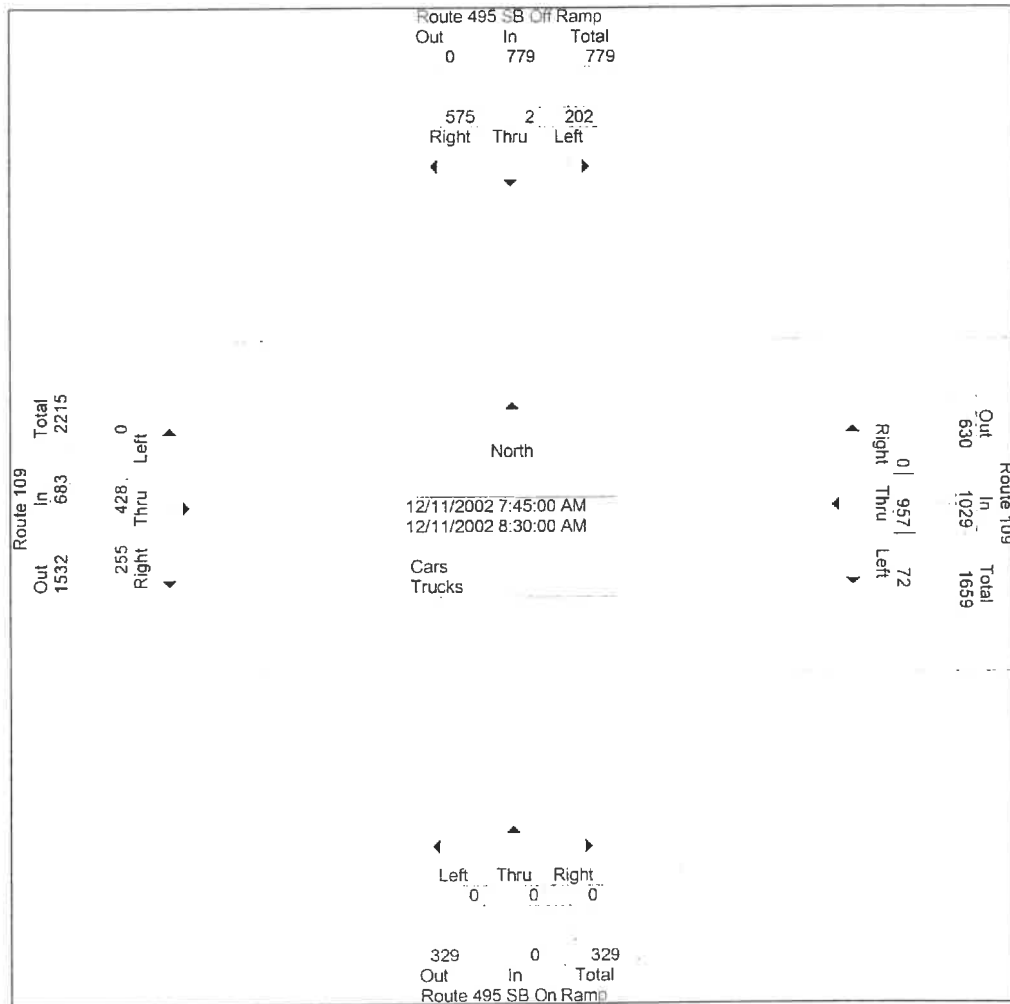 Route 495 SB Off Ramp
Out In Total
0 779 779
575 2 202
Right Thru Left
Route 109
Total In Out
2215 683 1532
0 428 255
Left Thru Right
North
12/11/2002 7:45:00 AM
12/11/2002 8:30:00 AM
Cars
Trucks
Right Thru Left
0 957 72
Out In Total
630 1029 1659
Route 109
Left Thru Right
0 0 0
329 0 329
Out In Total
Route 495 SB On Ramp